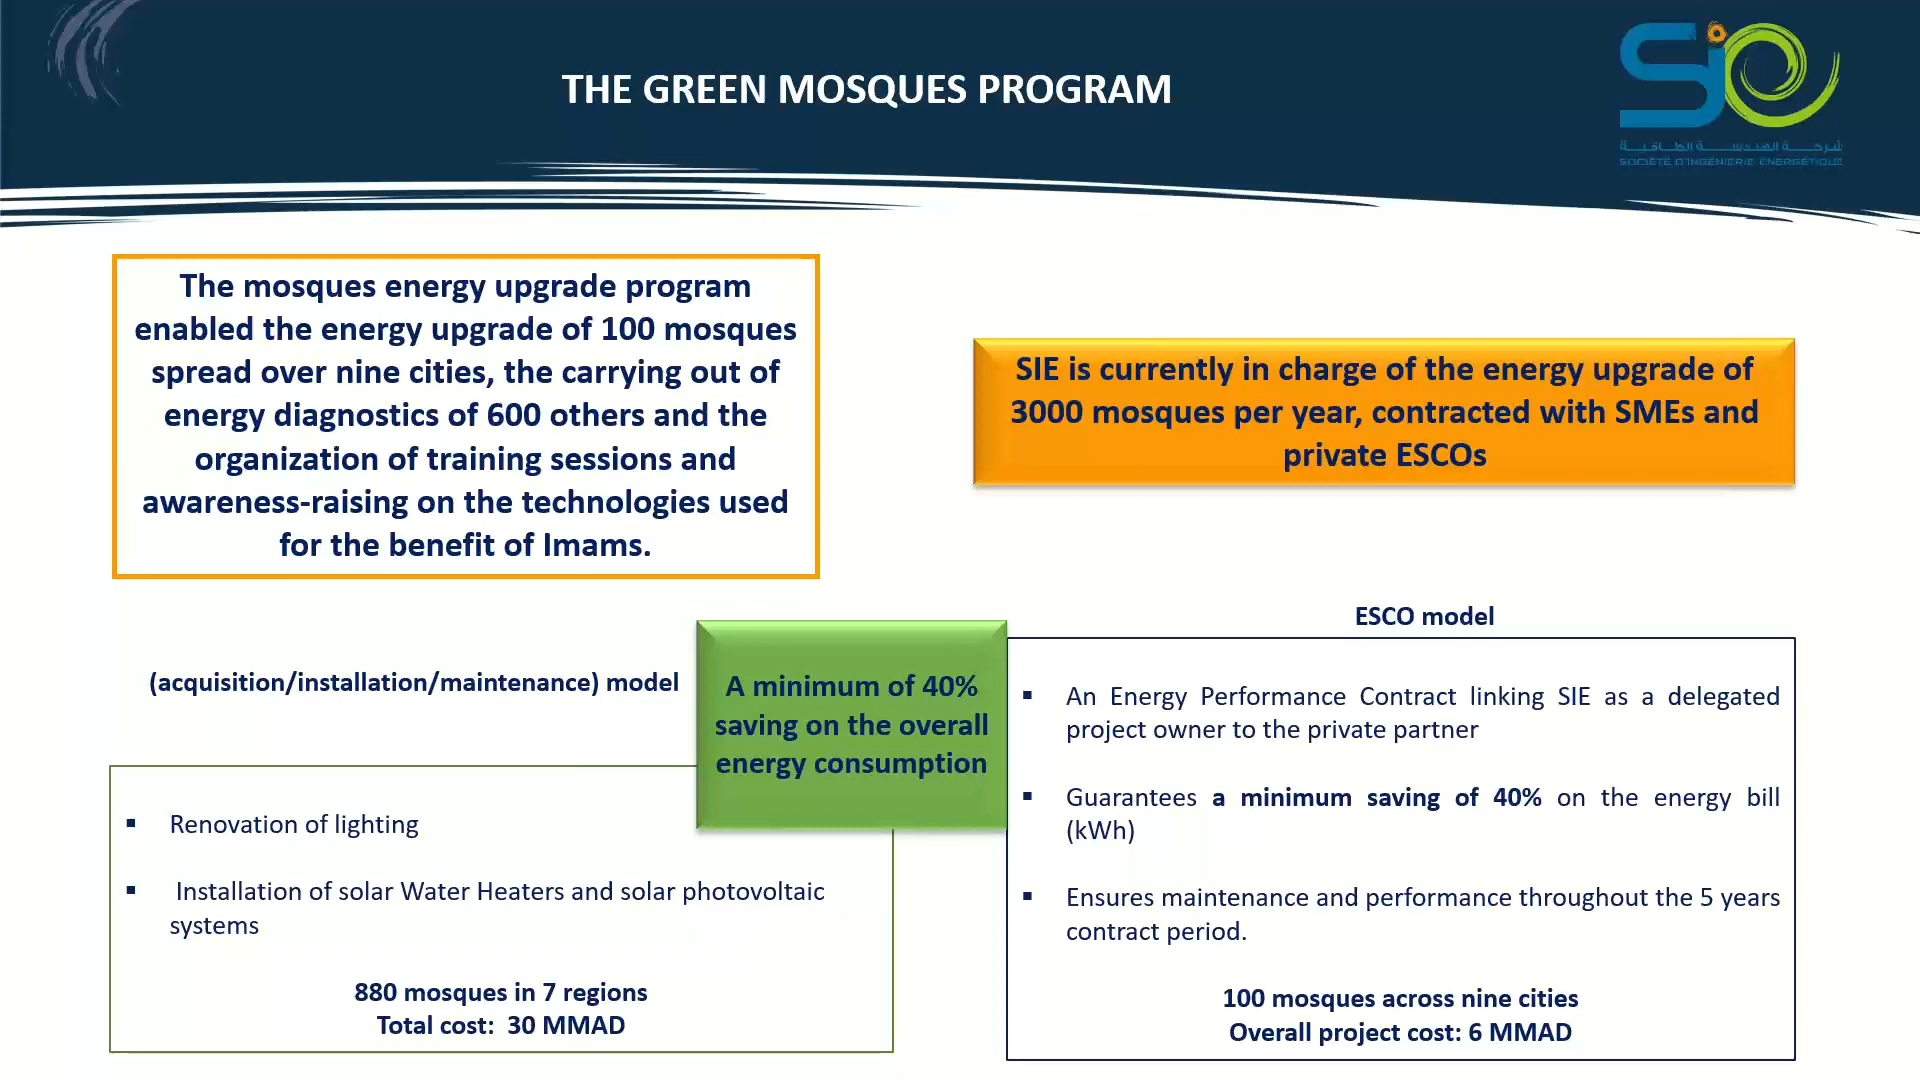 THE GREEN MOSQUES PROGRAM
SiE
شركة الهندسة الطاقية
SOCIÉTÉ D'INGÉNIERIE ÉNERGÉTIQUE
The mosques energy upgrade program
enabled the energy upgrade of 100 mosques
spread over nine cities, the carrying out of
energy diagnostics of 600 others and the
organization of training sessions and
awareness-raising on the technologies used
for the benefit of Imams.
SIE is currently in charge of the energy upgrade of
3000 mosques per year, contracted with SMEs and
private ESCOs
(acquisition/installation/maintenance) model
▪ Renovation of lighting
▪ Installation of solar Water Heaters and solar photovoltaic
systems
880 mosques in 7 regions
Total cost: 30 MMAD
A minimum of 40%
saving on the overall
energy consumption
ESCO model
▪ An Energy Performance Contract linking SIE as a delegated
project owner to the private partner
▪ Guarantees a minimum saving of 40% on the energy bill
(kWh)
▪ Ensures maintenance and performance throughout the 5 years
contract period.
100 mosques across nine cities
Overall project cost: 6 MMAD